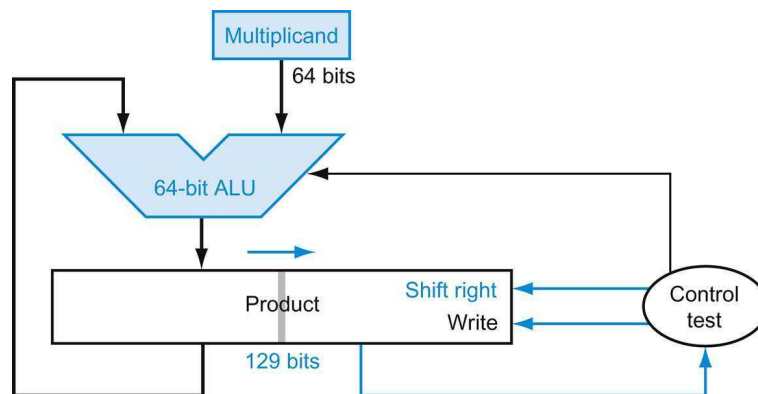 Multiplicand
64 bits
64-bit ALU
Product
Shift right
Write
Control
test
129 bits